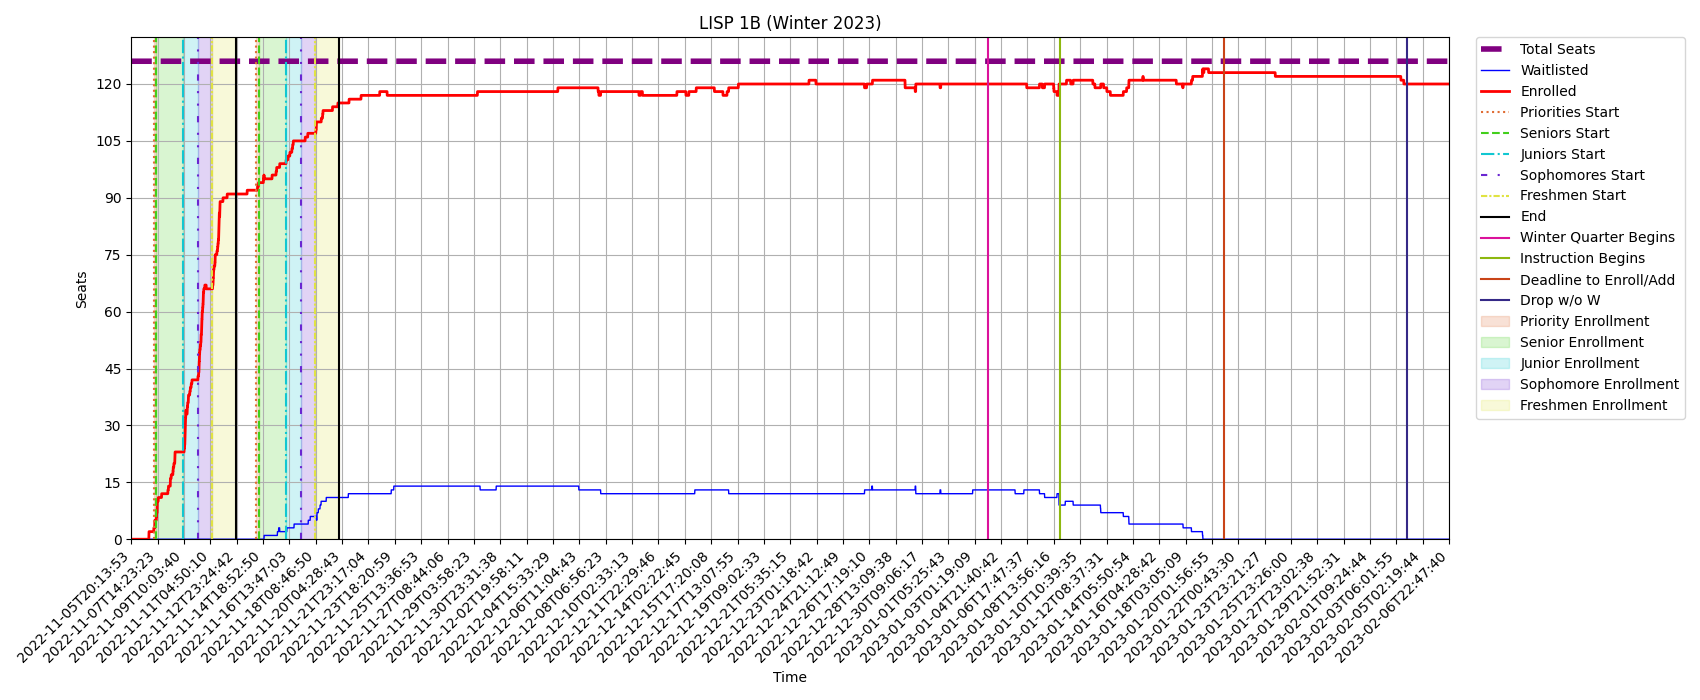 LISP 1B (Winter 2023)
Seats
120
105
90
75
60
45
30
15
0
2022-11-05T20:13:53
2022-11-07T14:23:23
2022-11-09T10:03:40
2022-11-11T04:50:10
2022-11-12T23:24:42
2022-11-14T18:52:50
2022-11-16T13:47:03
2022-11-18T08:46:50
2022-11-20T04:28:43
2022-11-21T23:17:04
2022-11-23T18:20:59
2022-11-25T13:36:53
2022-11-27T08:44:06
2022-11-29T03:58:23
2022-11-30T23:31:38
2022-12-02T19:58:11
2022-12-04T15:33:29
2022-12-06T11:04:43
2022-12-08T06:56:23
2022-12-10T02:33:13
2022-12-11T22:29:46
2022-12-14T02:22:45
2022-12-15T17:20:08
2022-12-17T13:07:55
2022-12-19T09:02:33
2022-12-21T05:35:15
2022-12-23T01:18:42
2022-12-24T21:12:49
2022-12-26T17:19:10
2022-12-28T13:09:38
2022-12-30T09:06:17
2023-01-01T05:25:43
2023-01-03T01:19:09
2023-01-04T21:40:42
2023-01-06T17:47:37
2023-01-08T13:56:16
2023-01-10T10:39:35
2023-01-12T08:37:31
2023-01-14T05:50:54
2023-01-16T04:28:42
2023-01-18T03:05:09
2023-01-20T01:56:55
2023-01-22T00:43:30
2023-01-23T23:21:27
2023-01-25T23:26:00
2023-01-27T23:02:38
2023-01-29T21:52:31
2023-02-01T09:24:44
2023-02-03T06:01:55
2023-02-05T02:19:44
2023-02-06T22:47:40
Time
Total Seats
Waitlisted
Enrolled
Priorities Start
Seniors Start
Juniors Start
Sophomores Start
Freshmen Start
End
Winter Quarter Begins
Instruction Begins
Deadline to Enroll/Add
Drop w/o W
Priority Enrollment
Senior Enrollment
Junior Enrollment
Sophomore Enrollment
Freshmen Enrollment